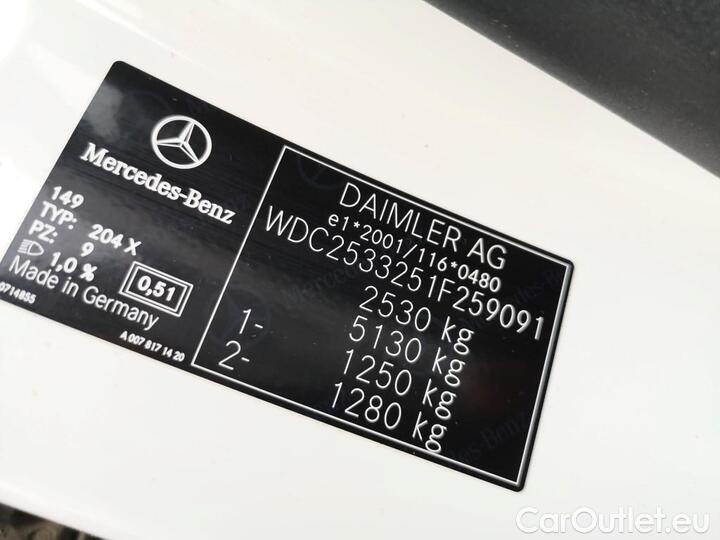 Mercedes-Benz
149
TYP: 204 X
PZ: 9
1.0 %
0,51
Made in Germany
0714855
A 007 817 14 20
DAIMLER AG
e1*2001/116*0480
WDC2533251F259091
2530 kg
5130 kg
1- 1250 kg
2- 1280 kg
CarOutlet.eu